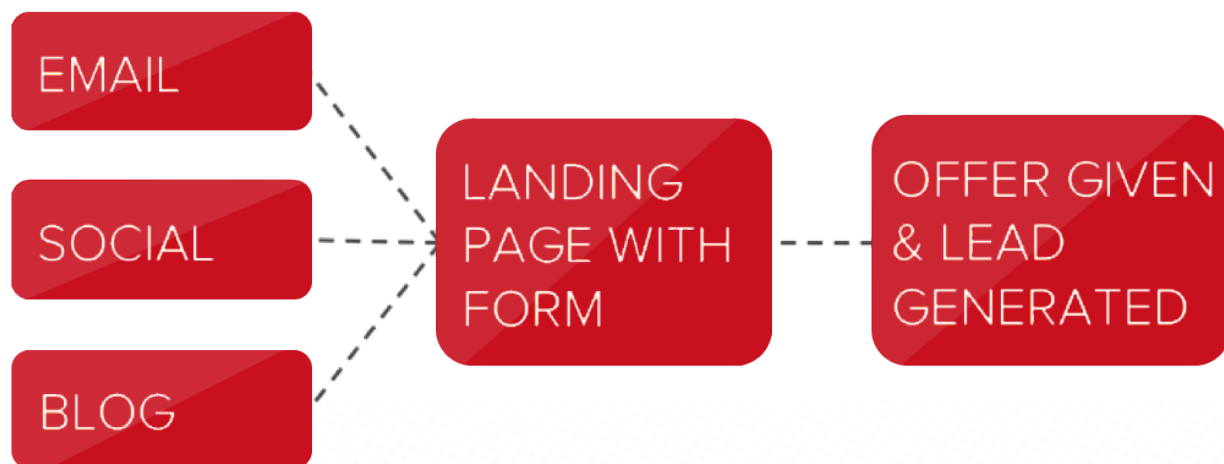 EMAIL
SOCIAL
BLOG
LANDING
PAGE WITH
FORM
OFFER GIVEN
& LEAD
GENERATED